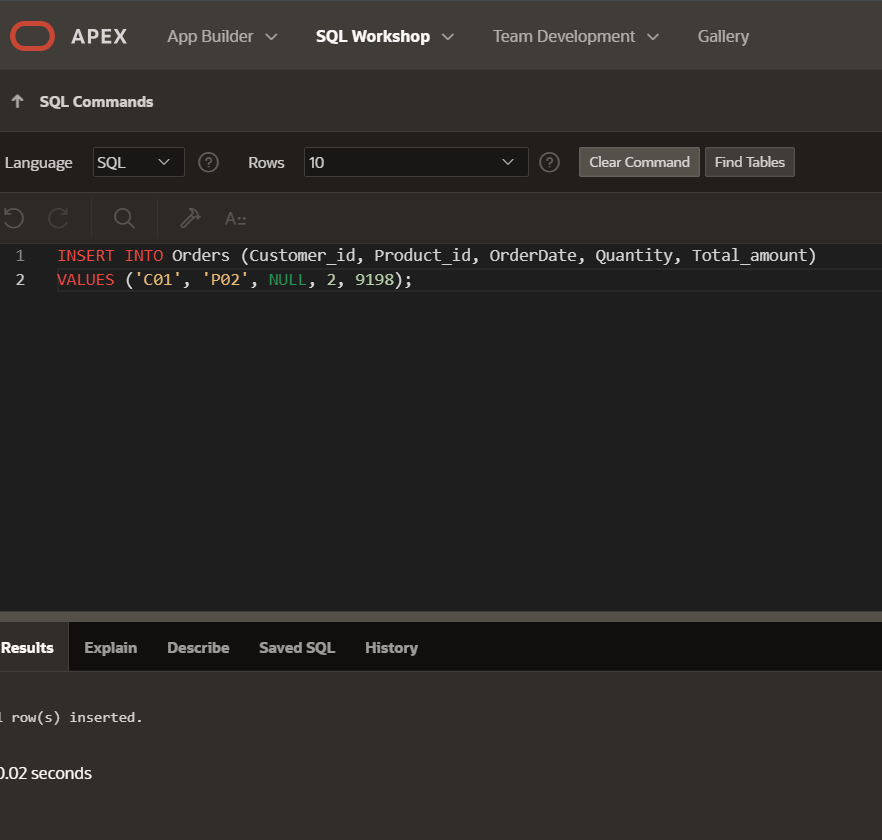 APEX App Builder SQL Workshop Team Development Gallery
SQL Commands
Language SQL ? Rows 10 ? Clear Command Find Tables
A
1 INSERT INTO Orders (Customer_id, Product_id, OrderDate, Quantity, Total_amount)
2 VALUES ('C01', 'P02', NULL, 2, 9198);
Results Explain Describe Saved SQL History
1 row(s) inserted.
0.02 seconds